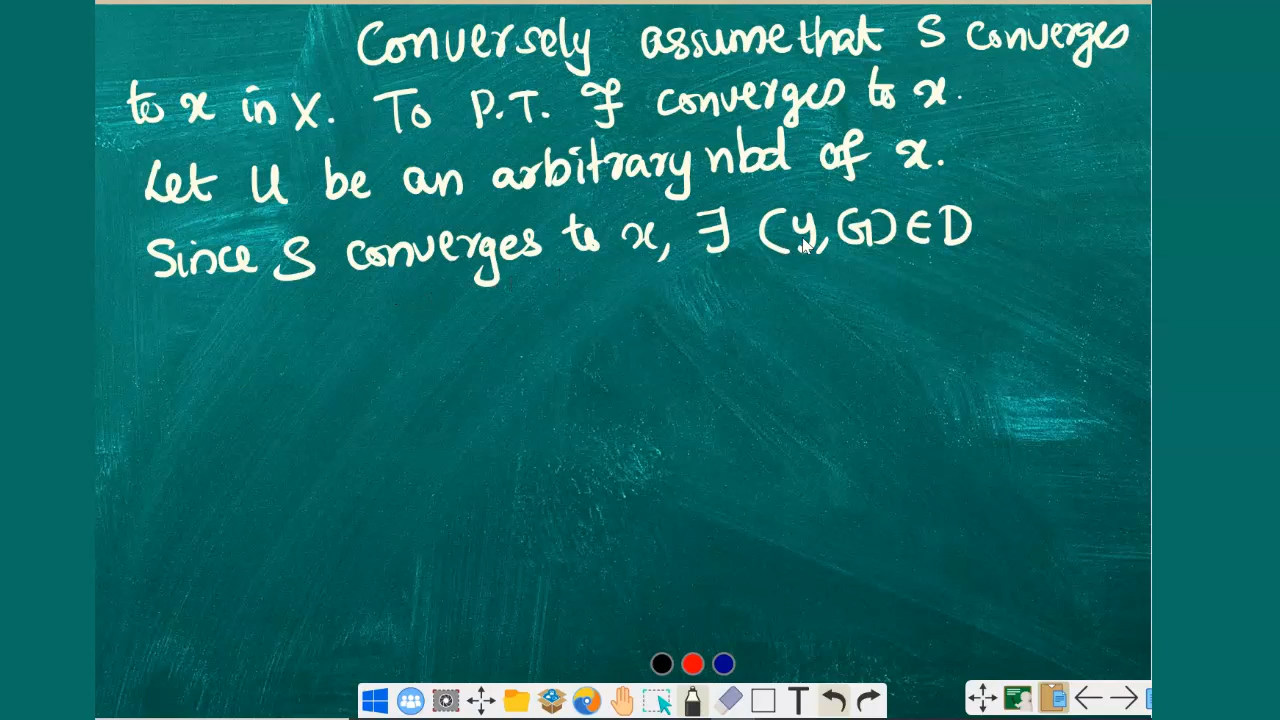 Conversely assume that S converges
to x in X. To P.T. ℱ converges to x.
Let U be an arbitrary nbd of x.
Since S converges to x, ∃ (y, G) ∈ D